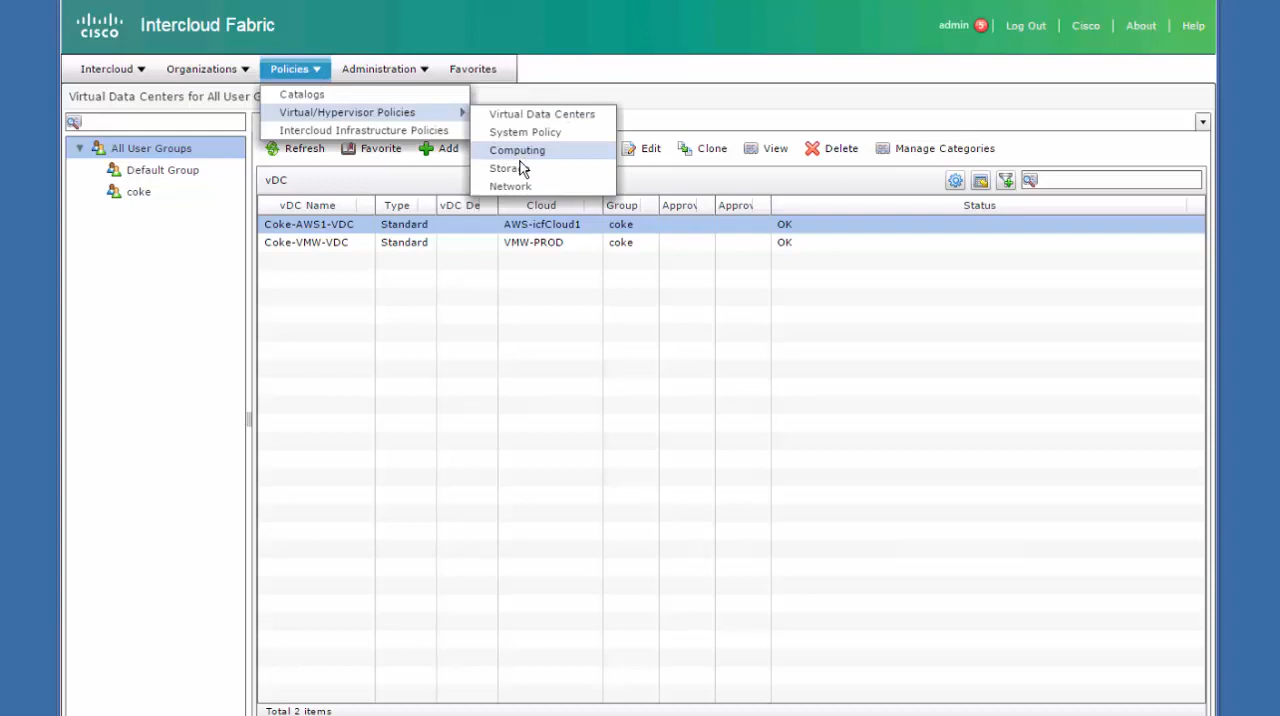 CISCO Intercloud Fabric admin 5 | Log Out | Cisco | About | Help
Intercloud Organizations Policies Administration Favorites
Virtual Data Centers for All User G
Catalogs
Virtual/Hypervisor Policies
Intercloud Infrastructure Policies
Virtual Data Centers
System Policy
Computing
Network
All User Groups
Default Group
coke
Refresh Favorite Add Edit Clone View Delete Manage Categories
vDC
vDC Name Type vDC De Cloud Group Approv Approv Status
Coke-AWS1-VDC Standard AWS-icfCloud1 coke OK
Coke-VMW-VDC Standard VMW-PROD coke OK
Total 2 items